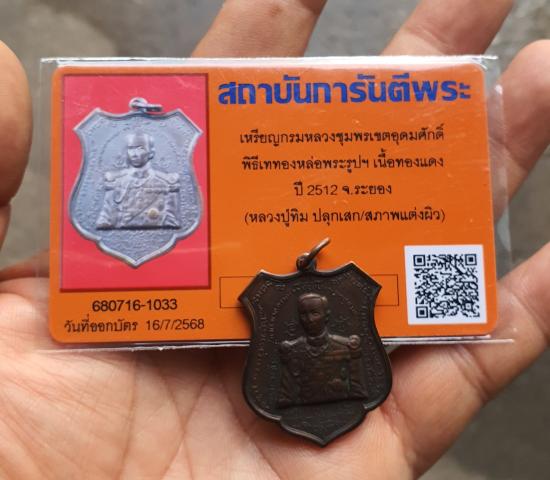 สถาบันการันตีพระ
เหรียญกรมหลวงชุมพรเขตอุดมศักดิ์
พิธีเททองหล่อพระรูปฯ เนื้อทองแดง
ปี 2512 จ.ระยอง
(หลวงปู่ทิม ปลุกเสก/สภาพแต่งผิว)
680716-1033
วันที่ออกบัตร 16/7/2568